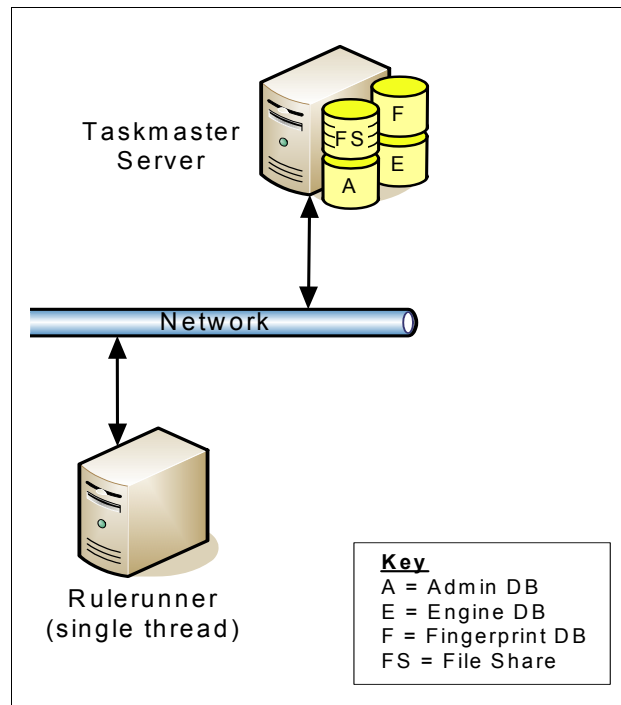 Taskmaster
Server
F
FS
E
A
Network
Rulerunner
(single thread)
Key
A = Admin DB
E = Engine DB
F = Fingerprint DB
FS = File Share